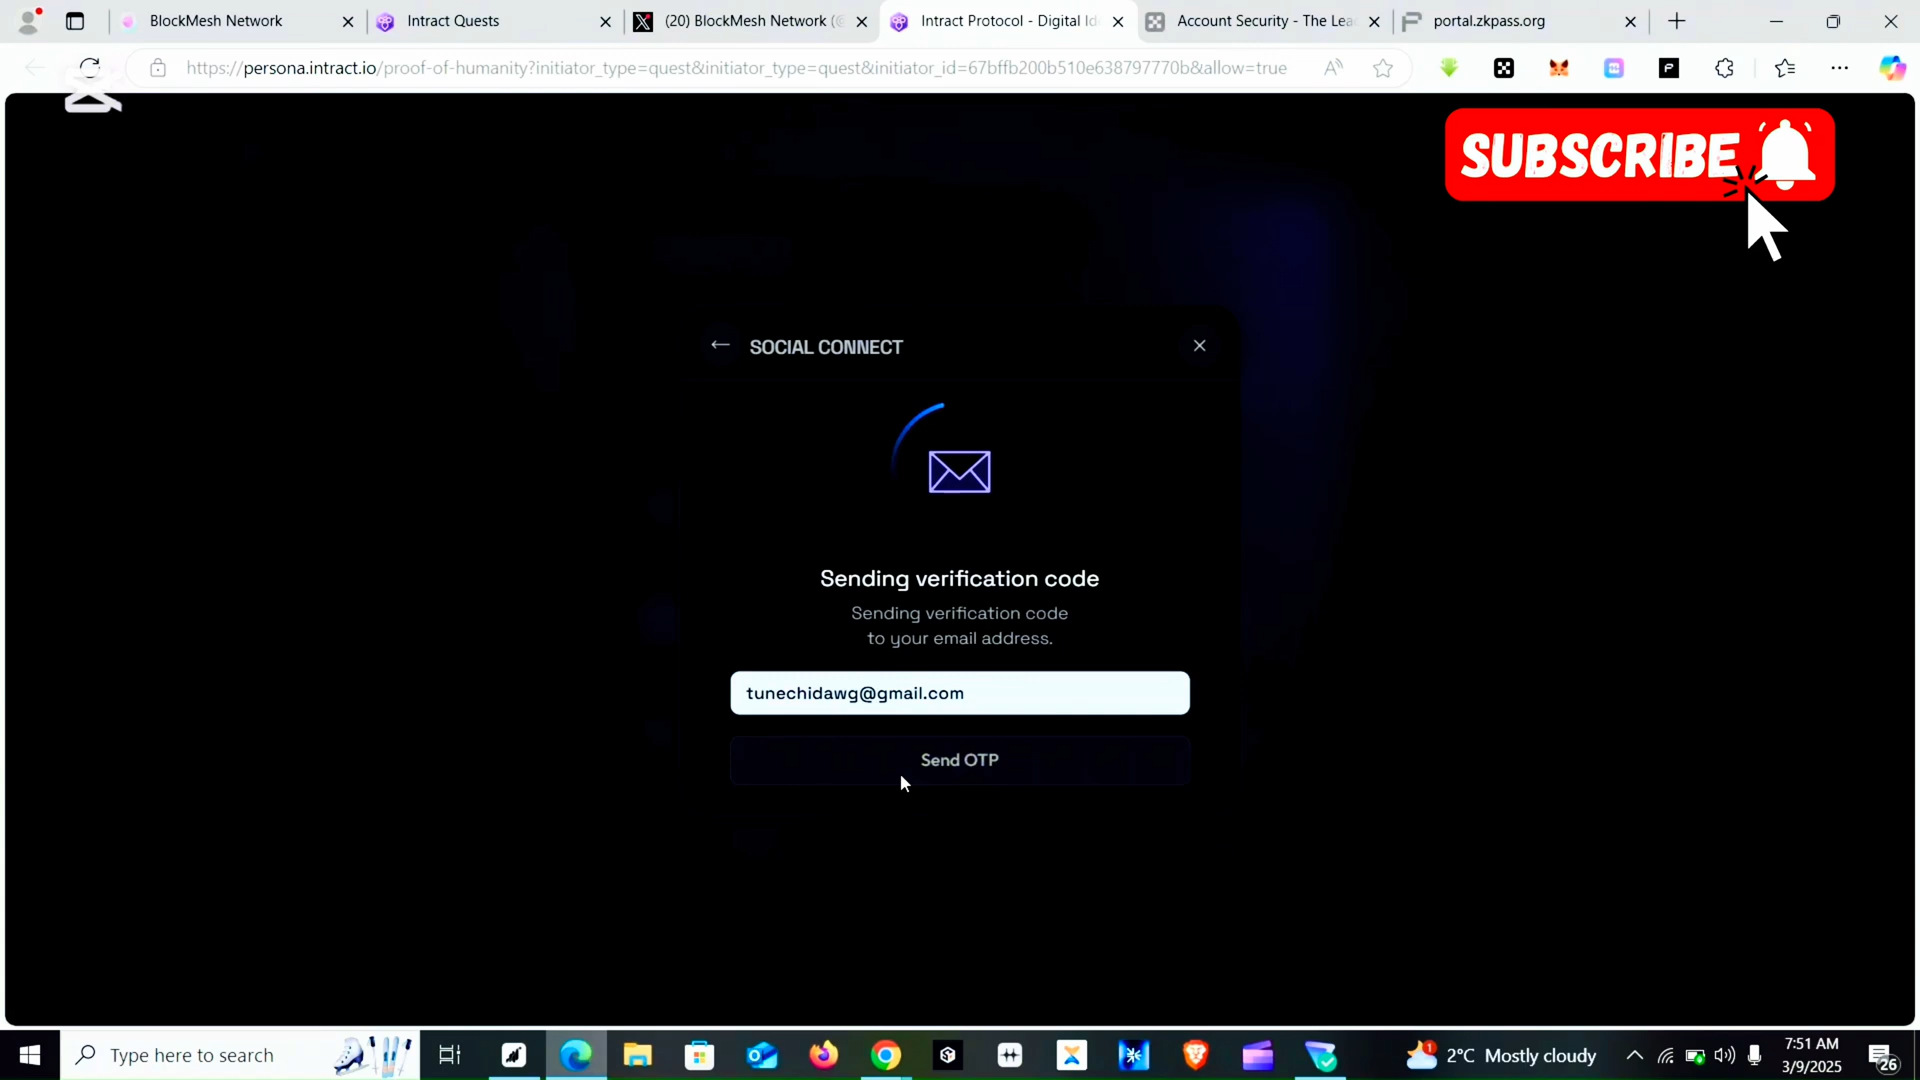 BlockMesh Network
Intract Quests
(20) BlockMesh Network (@
Intract Protocol - Digital Id
Account Security - The Lea
portal.zkpass.org
https://persona.intract.io/proof-of-humanity?initiator_type=quest&initiator_type=quest&initiator_id=67bffb200b510e638797770b&allow=true
SUBSCRIBE
SOCIAL CONNECT
Sending verification code
Sending verification code
to your email address.
tunechidawg@gmail.com
Send OTP
Type here to search
2°C Mostly cloudy
7:51 AM
3/9/2025
26